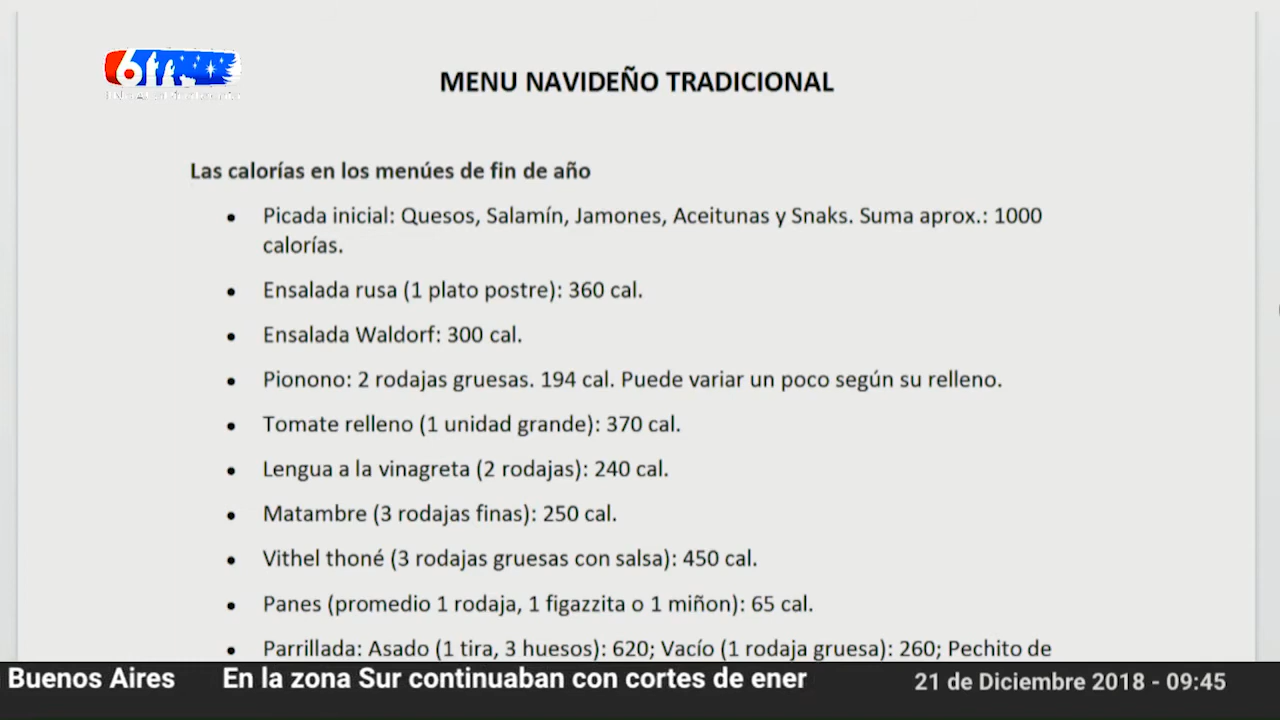 6
MENU NAVIDEÑO TRADICIONAL
Las calorías en los menúes de fin de año
• Picada inicial: Quesos, Salamín, Jamones, Aceitunas y Snaks. Suma aprox.: 1000
calorías.
• Ensalada rusa (1 plato postre): 360 cal.
• Ensalada Waldorf: 300 cal.
• Pionono: 2 rodajas gruesas. 194 cal. Puede variar un poco según su relleno.
• Tomate relleno (1 unidad grande): 370 cal.
• Lengua a la vinagreta (2 rodajas): 240 cal.
• Matambre (3 rodajas finas): 250 cal.
• Vithel thoné (3 rodajas gruesas con salsa): 450 cal.
• Panes (promedio 1 rodaja, 1 figazzita o 1 miñon): 65 cal.
• Parrillada: Asado (1 tira, 3 huesos): 620; Vacío (1 rodaja gruesa): 260; Pechito de
Buenos Aires En la zona Sur continuaban con cortes de ener 21 de Diciembre 2018 - 09:45